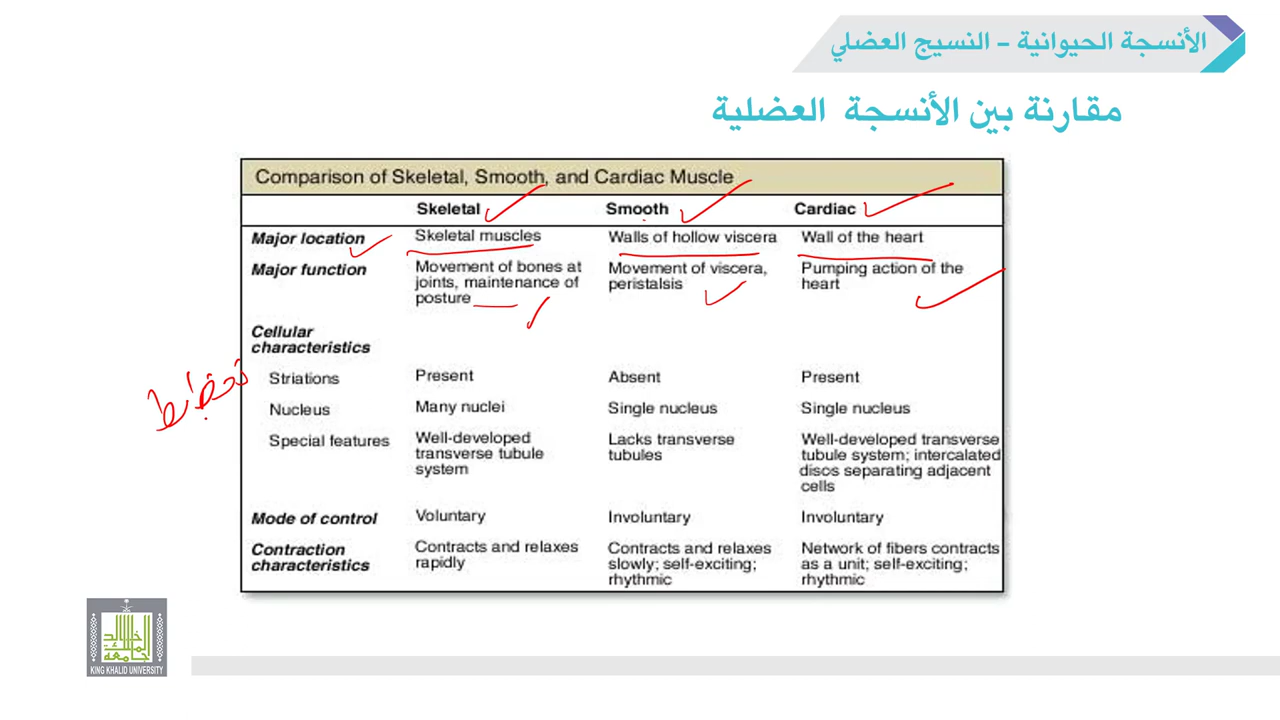 الأنسجة الحيوانية – النسيج العضلي
مقارنة بين الأنسجة العضلية
Comparison of Skeletal, Smooth, and Cardiac Muscle
Skeletal Smooth Cardiac
Major location Skeletal muscles Walls of hollow viscera Wall of the heart
Major function Movement of bones at Movement of viscera, Pumping action of the
joints, maintenance of peristalsis heart
posture
Cellular
characteristics
Striations Present Absent Present
Nucleus Many nuclei Single nucleus Single nucleus
Special features Well-developed Lacks transverse Well-developed transverse
transverse tubule tubules tubule system; intercalated
system discs separating adjacent
cells
Mode of control Voluntary Involuntary Involuntary
Contraction Contracts and relaxes Contracts and relaxes Network of fibers contracts
characteristics rapidly slowly; self-exciting; as a unit; self-exciting;
rhythmic rhythmic
جامعة الملك خالد
KING KHALID UNIVERSITY